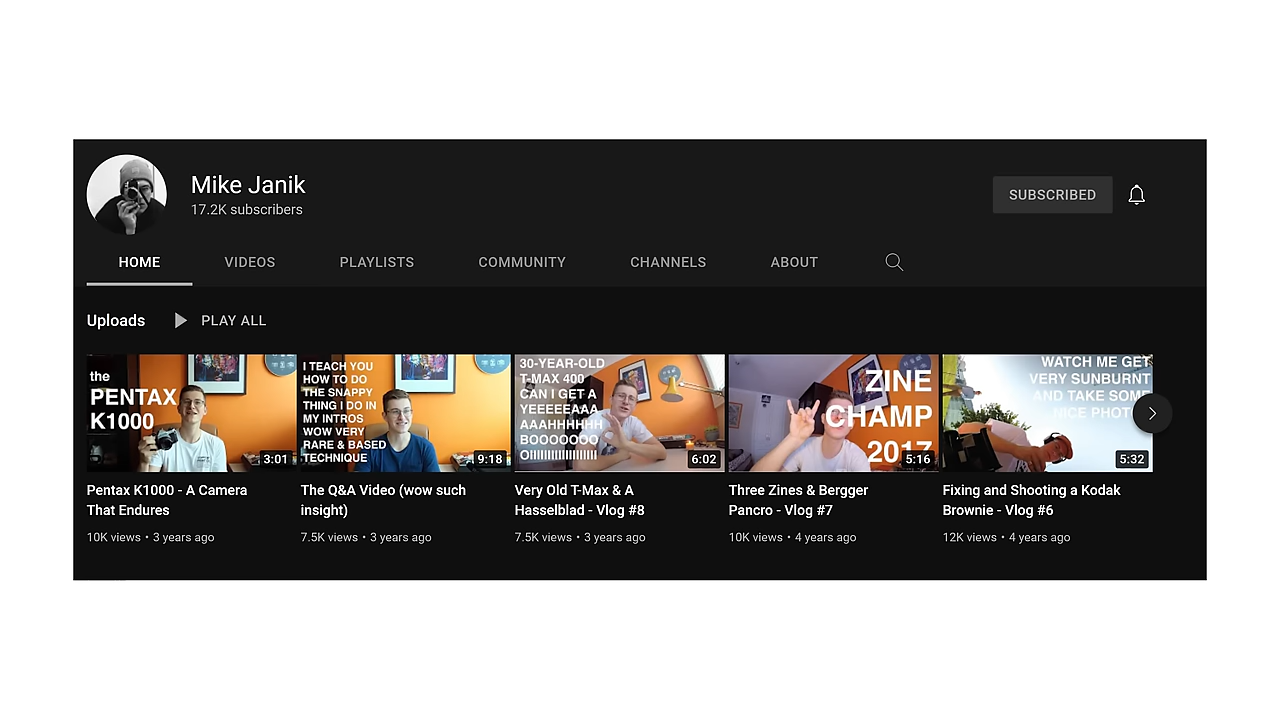 Mike Janik
17.2K subscribers
SUBSCRIBED
HOME VIDEOS PLAYLISTS COMMUNITY CHANNELS ABOUT
Uploads PLAY ALL
the
PENTAX
K1000
3:01
I TEACH YOU
HOW TO DO
THE SNAPPY
THING I DO IN
MY INTROS
WOW VERY
RARE & BASED
TECHNIQUE
9:18
30-YEAR-OLD
T-MAX 400
CAN I GET A
YEEEEEAAA
AAAHHHHHH
BOOOOOOO
OIIIIIIIIIIIIIIIIIII
6:02
ZINE
CHAMP
2017
5:16
WATCH ME GET
VERY SUNBURNT
AND TAKE SOME
NICE
5:32
Pentax K1000 - A Camera
That Endures
10K views • 3 years ago
The Q&A Video (wow such
insight)
7.5K views • 3 years ago
Very Old T-Max & A
Hasselblad - Vlog #8
7.5K views • 3 years ago
Three Zines & Bergger
Pancro - Vlog #7
10K views • 4 years ago
Fixing and Shooting a Kodak
Brownie - Vlog #6
12K views • 4 years ago